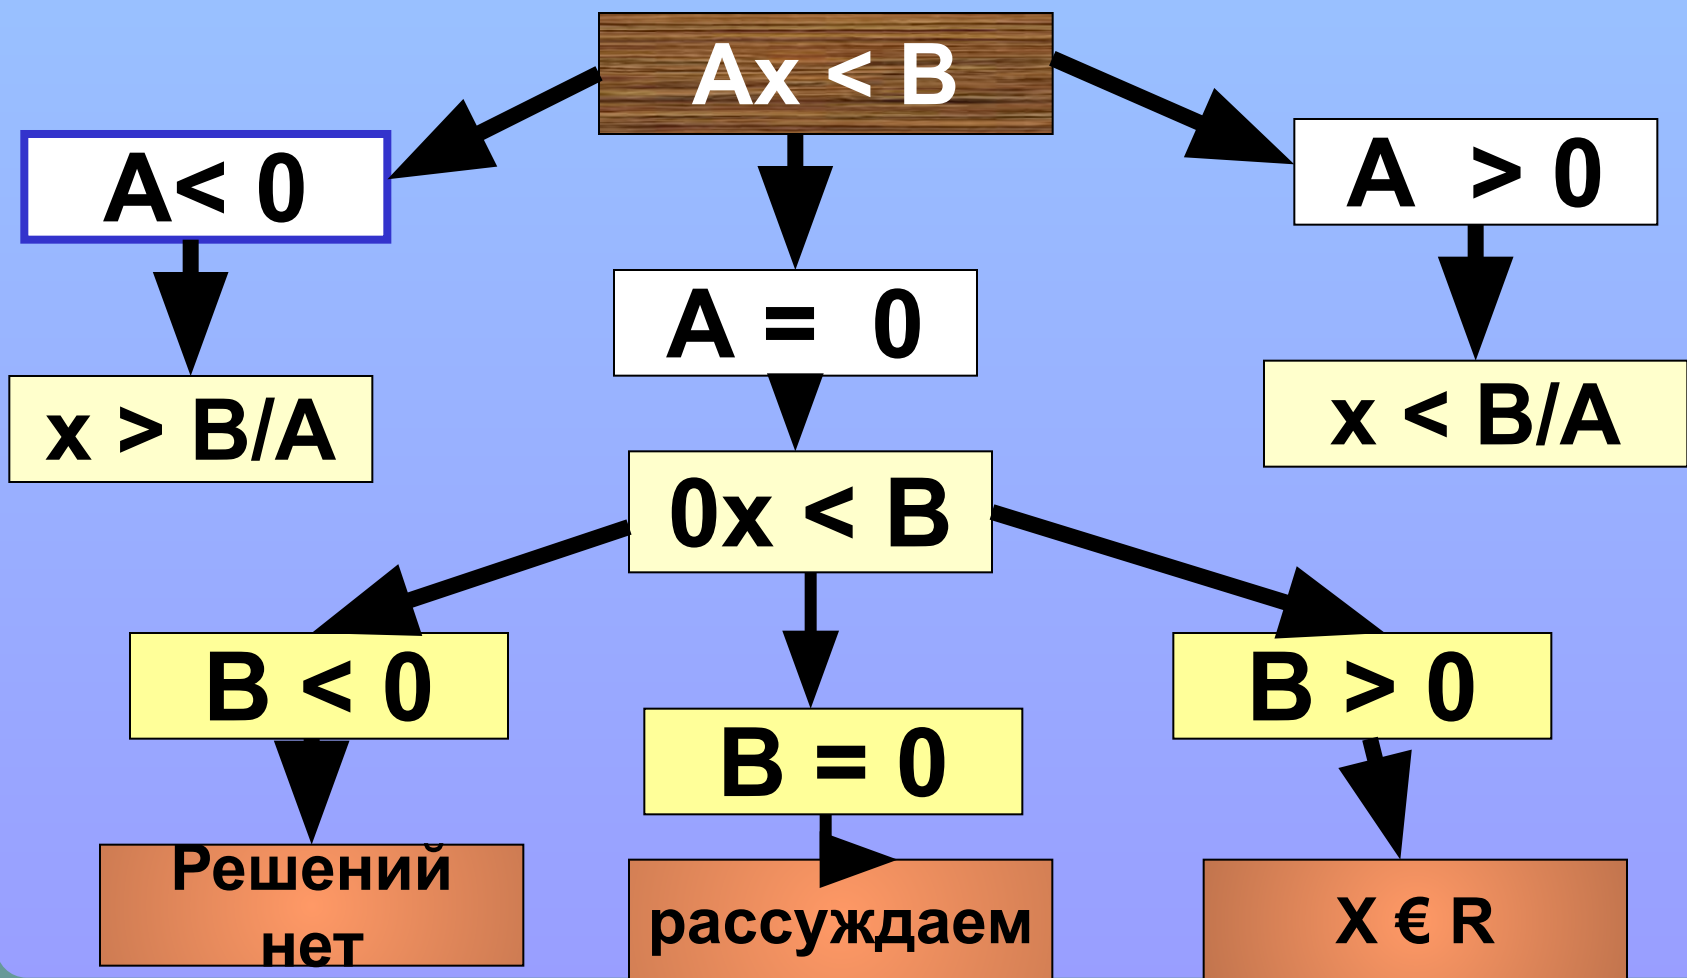 Ax < B
A< 0
A > 0
A = 0
x > B/A
x < B/A
0x < B
B < 0
B > 0
B = 0
Решений
нет
рассуждаем
X € R